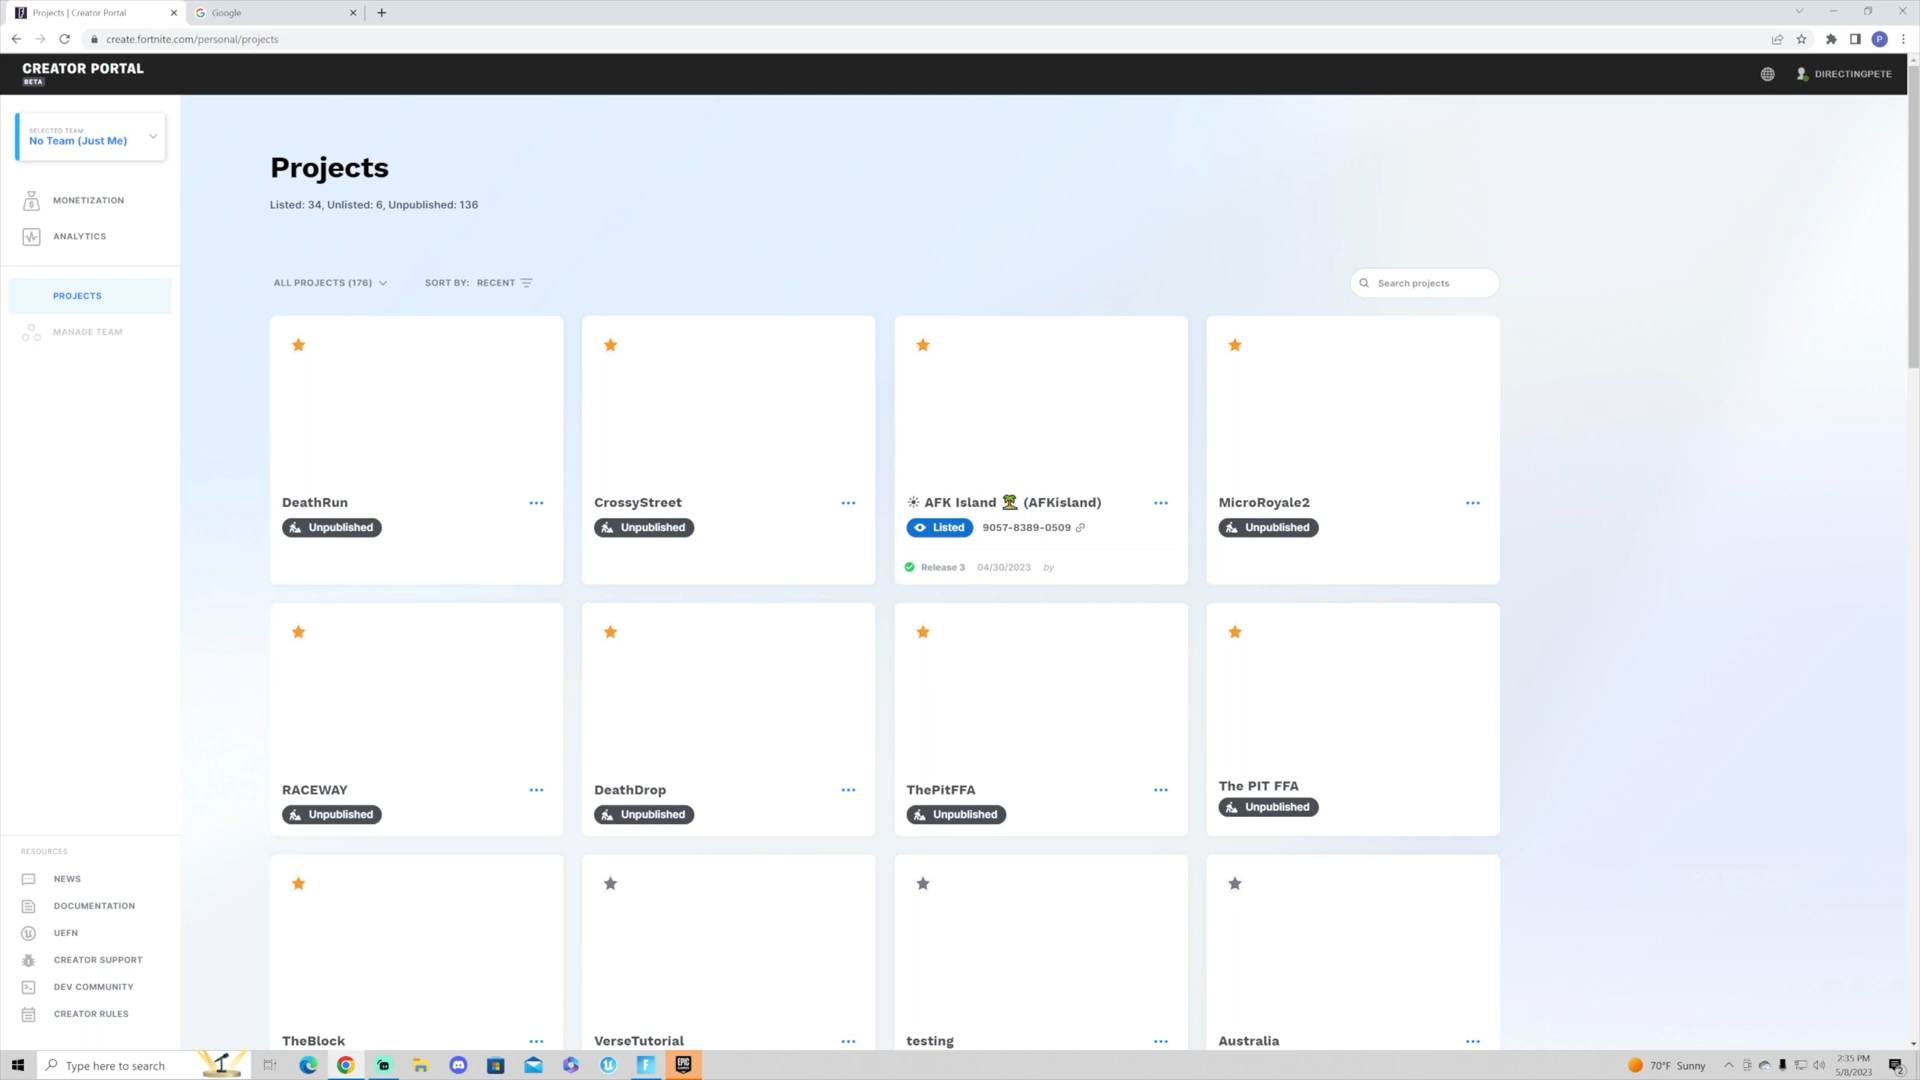 Projects | Creator Portal
Google
create.fortnite.com/personal/projects
CREATOR PORTAL
BETA
DIRECTINGPETE
SELECTED TEAM:
No Team (Just Me)
MONETIZATION
ANALYTICS
PROJECTS
MANAGE TEAM
Projects
Listed: 34, Unlisted: 6, Unpublished: 136
ALL PROJECTS (176)
SORT BY: RECENT
Search projects
DeathRun
Unpublished
CrossyStreet
Unpublished
☀ AFK Island 🏝 (AFKisland)
Listed 9057-8389-0509
Release 3 04/30/2023 by
MicroRoyale2
Unpublished
RACEWAY
Unpublished
DeathDrop
Unpublished
ThePitFFA
Unpublished
The PIT FFA
Unpublished
TheBlock
VerseTutorial
testing
Australia
RESOURCES
NEWS
DOCUMENTATION
UEFN
CREATOR SUPPORT
DEV COMMUNITY
CREATOR RULES
Type here to search
EPIC GAMES
70°F Sunny
2:35 PM
5/8/2023